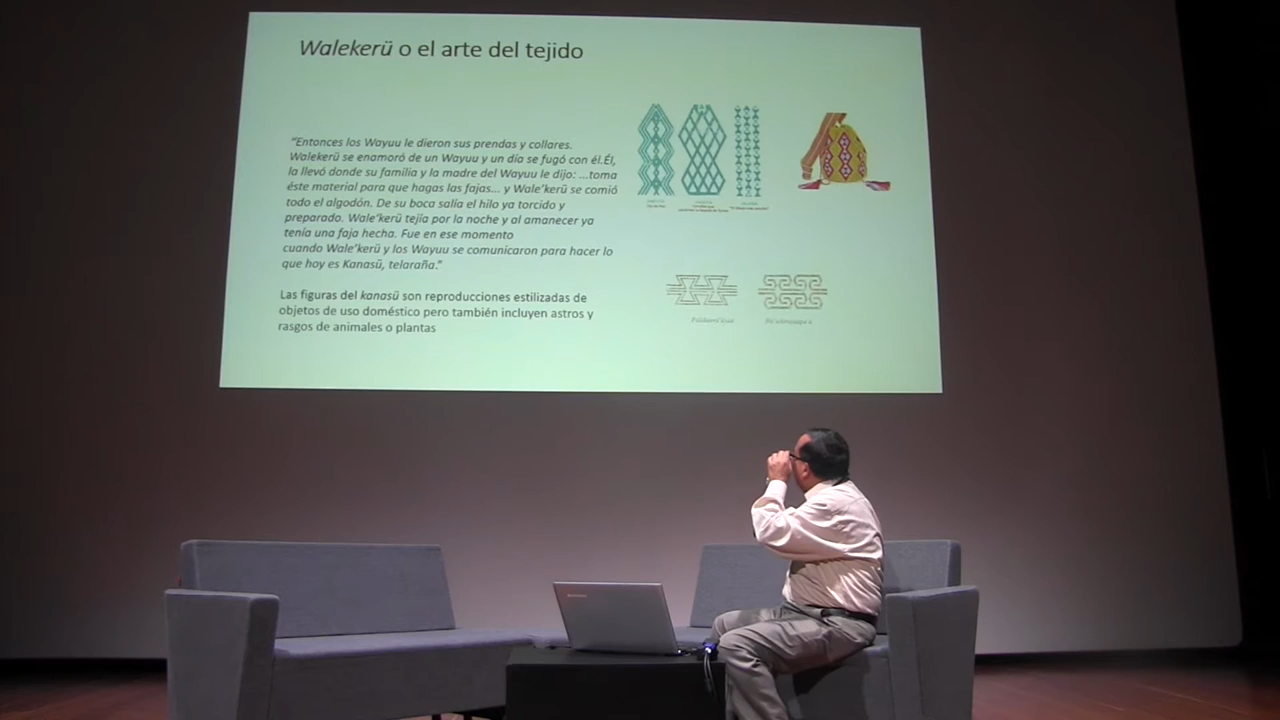 Walekerü o el arte del tejido
"Entonces los Wayuu le dieron sus prendas y collares.
Walekerü se enamoró de un Wayuu y un día se fugó con él.Él,
la llevó donde su familia y la madre del Wayuu le dijo: ...toma
éste material para que hagas las fajas... y Wale'kerü se comió
todo el algodón. De su boca salía el hilo ya torcido y
preparado. Wale'kerü tejía por la noche y al amanecer ya
tenía una faja hecha. Fue en ese momento
cuando Wale'kerü y los Wayuu se comunicaron para hacer lo
que hoy es Kanasü, telaraña."
Las figuras del kanasü son reproducciones estilizadas de
objetos de uso doméstico pero también incluyen astros y
rasgos de animales o plantas